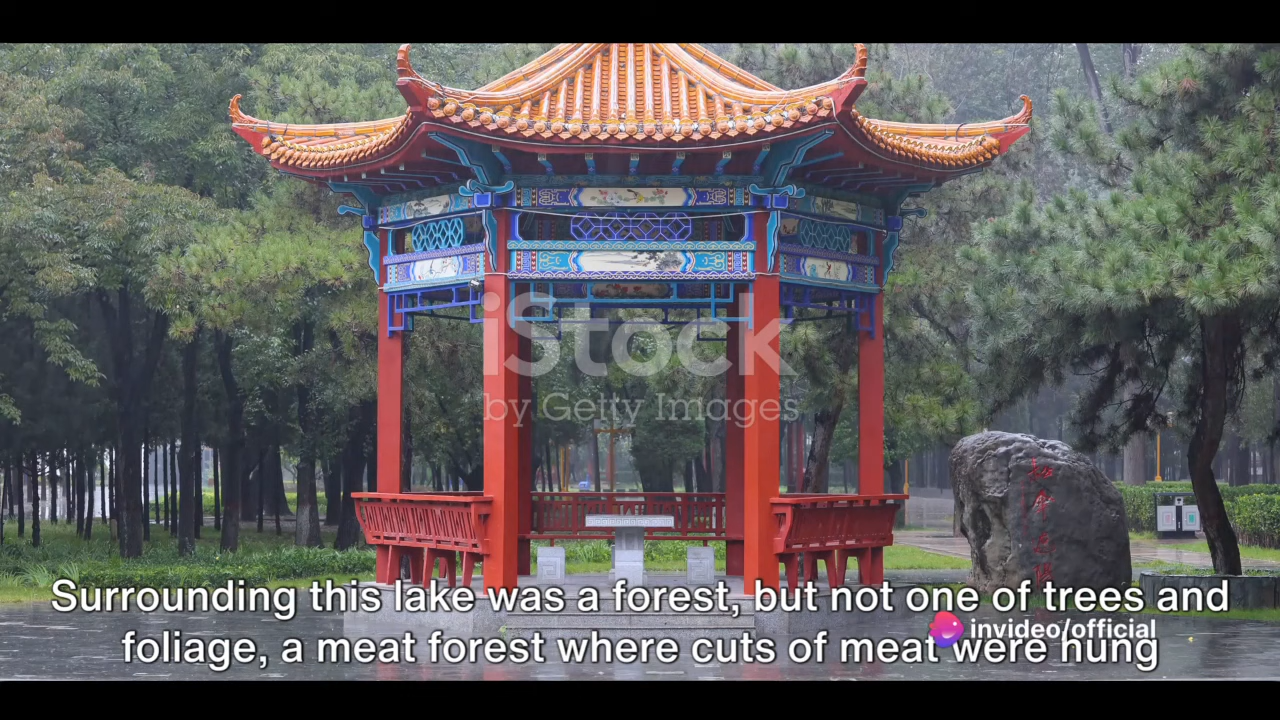 iStock
by Getty Images
Surrounding this lake was a forest, but not one of trees and
foliage, a meat forest where cuts of meat were hung
invideo/official